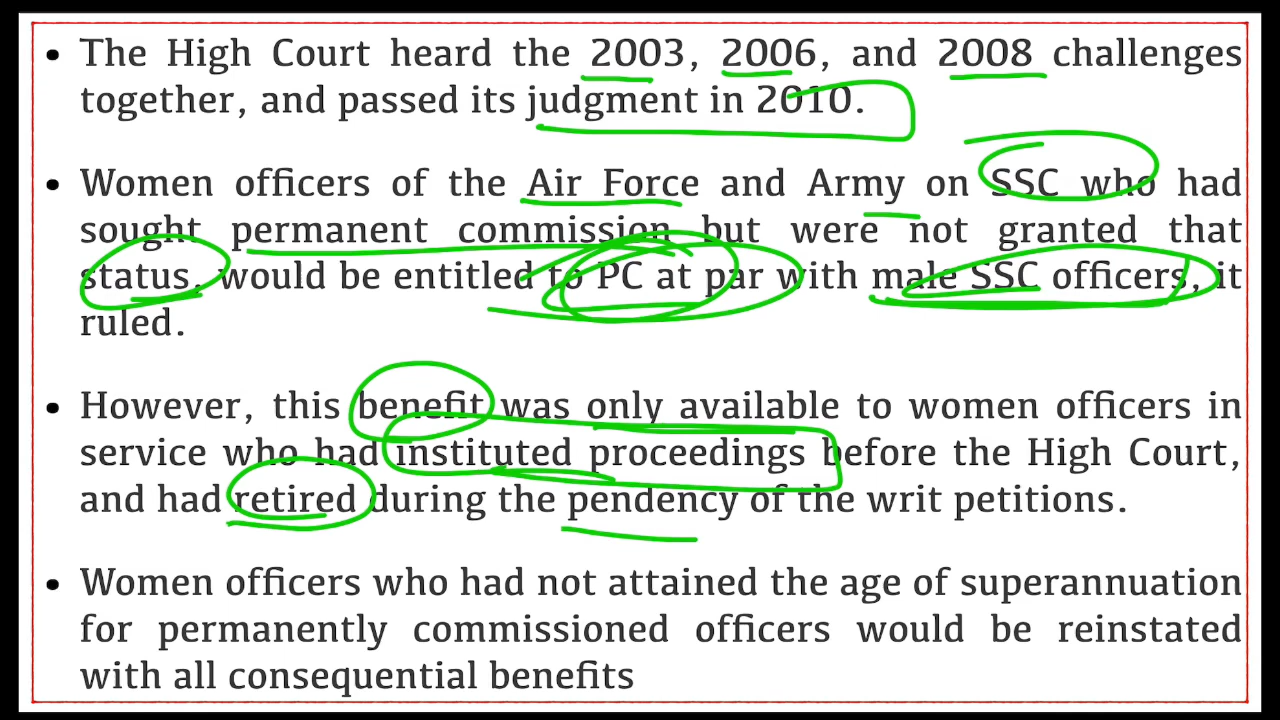 • The High Court heard the 2003, 2006, and 2008 challenges
together, and passed its judgment in 2010.
• Women officers of the Air Force and Army on SSC who had
sought permanent commission but were not granted that
status, would be entitled to PC at par with male SSC officers, it
ruled.
• However, this benefit was only available to women officers in
service who had instituted proceedings before the High Court,
and had retired during the pendency of the writ petitions.
• Women officers who had not attained the age of superannuation
for permanently commissioned officers would be reinstated
with all consequential benefits